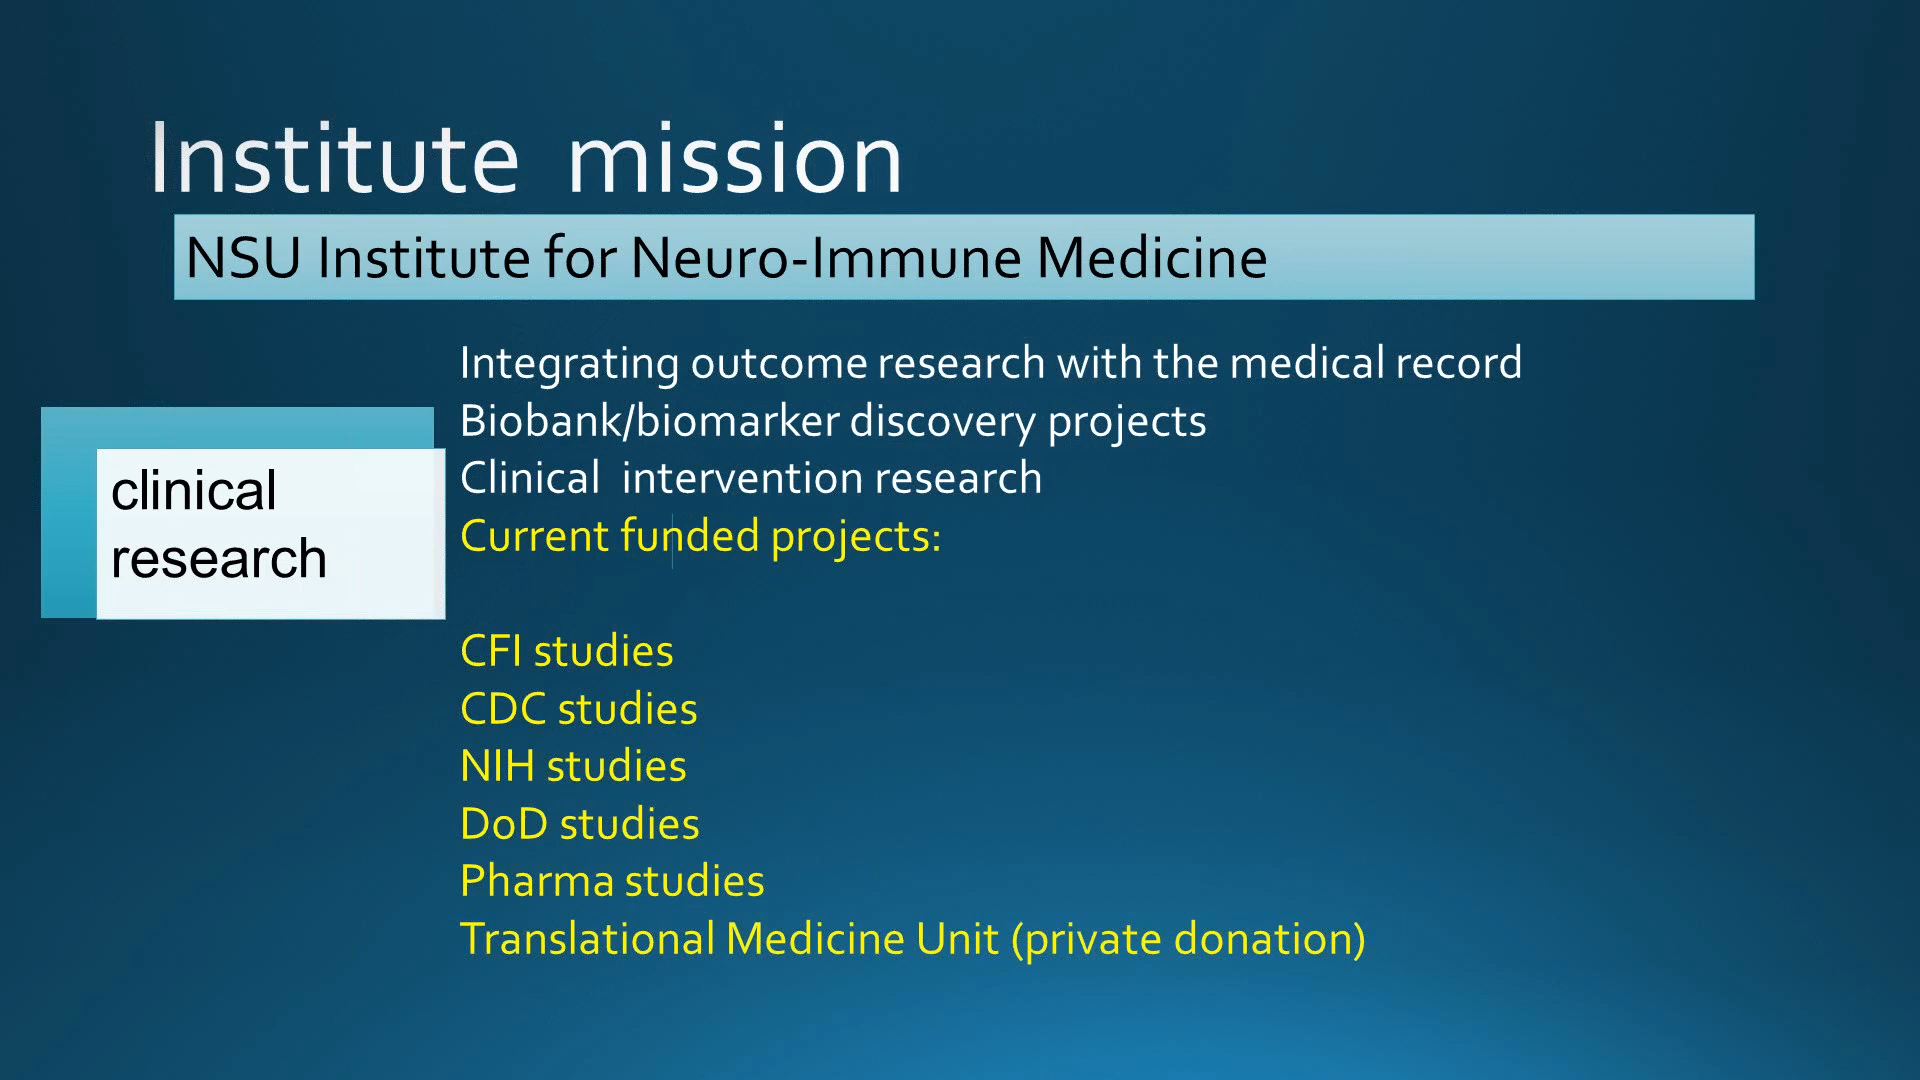 Institute  mission
NSU Institute for Neuro-Immune Medicine
clinical
research
Integrating outcome research with the medical record
Biobank/biomarker discovery projects
Clinical  intervention research
Current funded projects:
CFI studies
CDC studies
NIH studies
DoD studies
Pharma studies
Translational Medicine Unit (private donation)